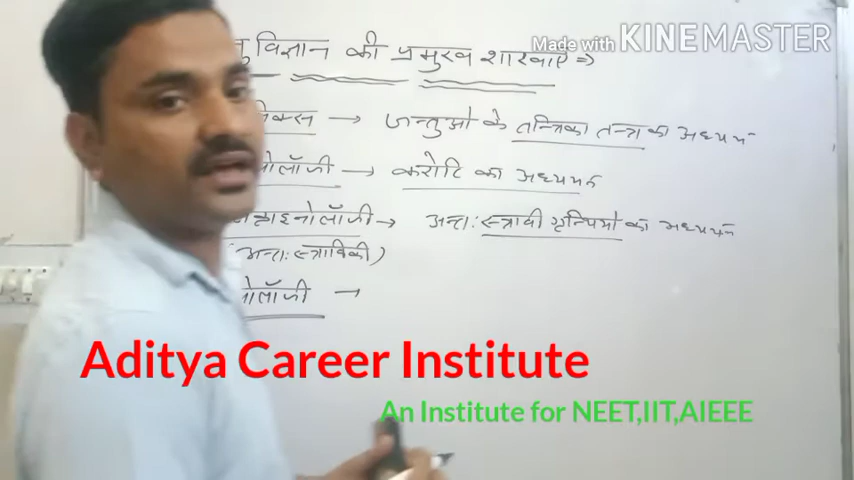 Made with KINEMASTER
विज्ञान की प्रमुख शाखाएं ⇒
→ जन्तुओ के तन्त्रिका तन्त्र का अध्ययन
→ करोटि का अध्ययन
→ अन्तः स्त्रावी ग्रन्थियो का अध्ययन
(अन्तः स्त्राविकी)
→
Aditya Career Institute
An Institute for NEET,IIT,AIEEE